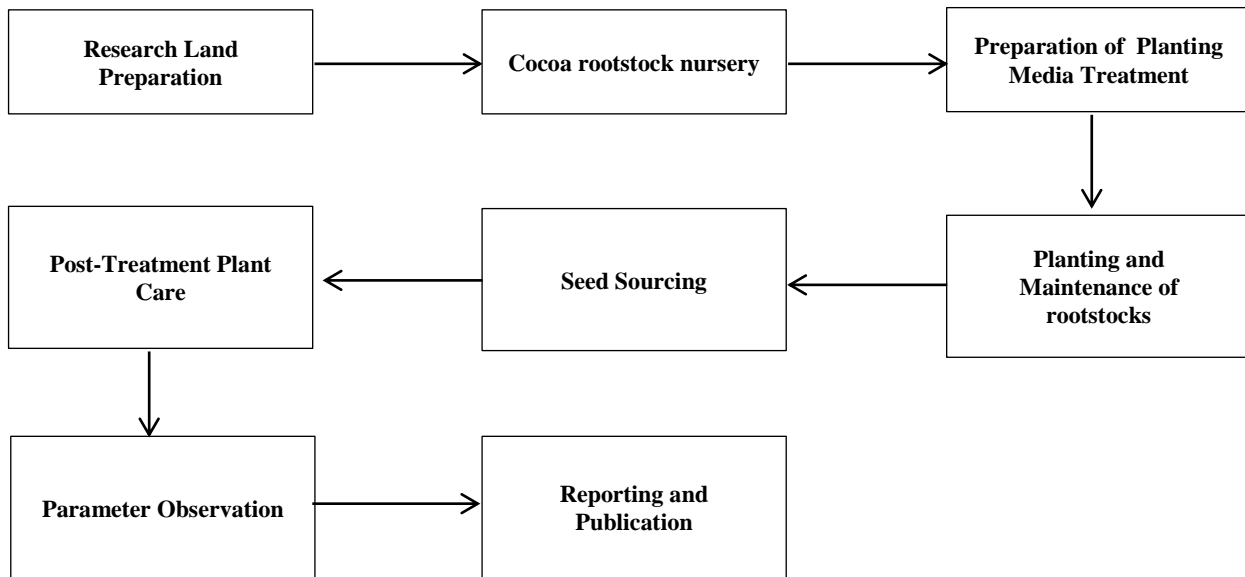 Research Land
Preparation
Cocoa rootstock nursery
Preparation of Planting
Media Treatment
Post-Treatment Plant
Care
Seed Sourcing
Planting and
Maintenance of
rootstocks
Parameter Observation
Reporting and
Publication